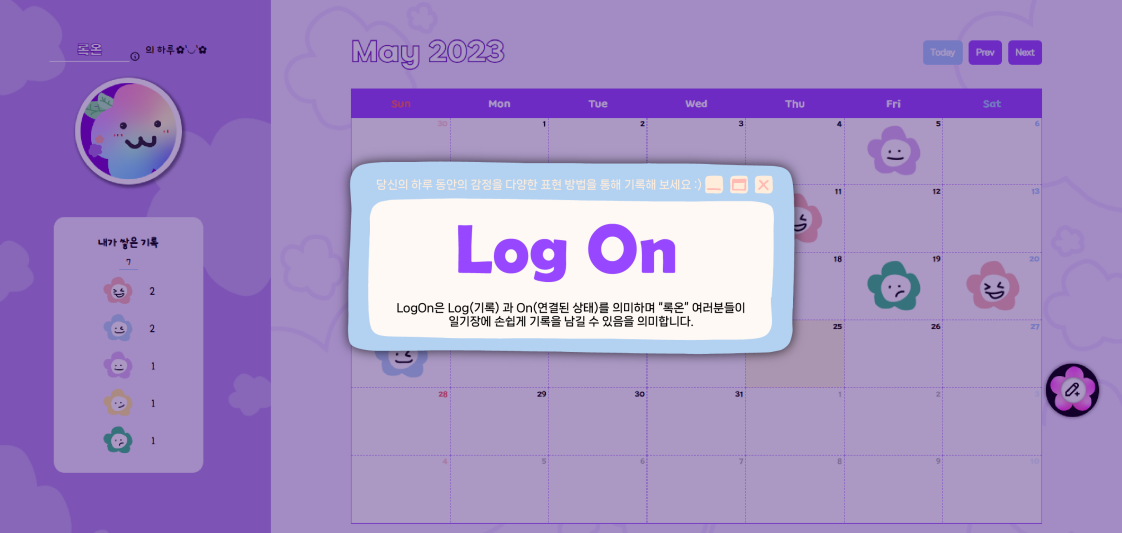 록온 의 하루✿'◡'✿
내가 쌓은 기록
7
2
2
1
1
1
May 2023
Today Prev Next
Sun Mon Tue Wed Thu Fri Sat
30 1 2 3 4 5 6
11 12 13
18 19 20
25 26 27
28 29 30 31 1 2 3
4 5 6 7 8 9 10
당신의 하루 동안의 감정을 다양한 표현 방법을 통해 기록해 보세요 :)
Log On
LogOn은 Log(기록) 과 On(연결된 상태)를 의미하며 "록온" 여러분들이
일기장에 손쉽게 기록을 남길 수 있음을 의미합니다.